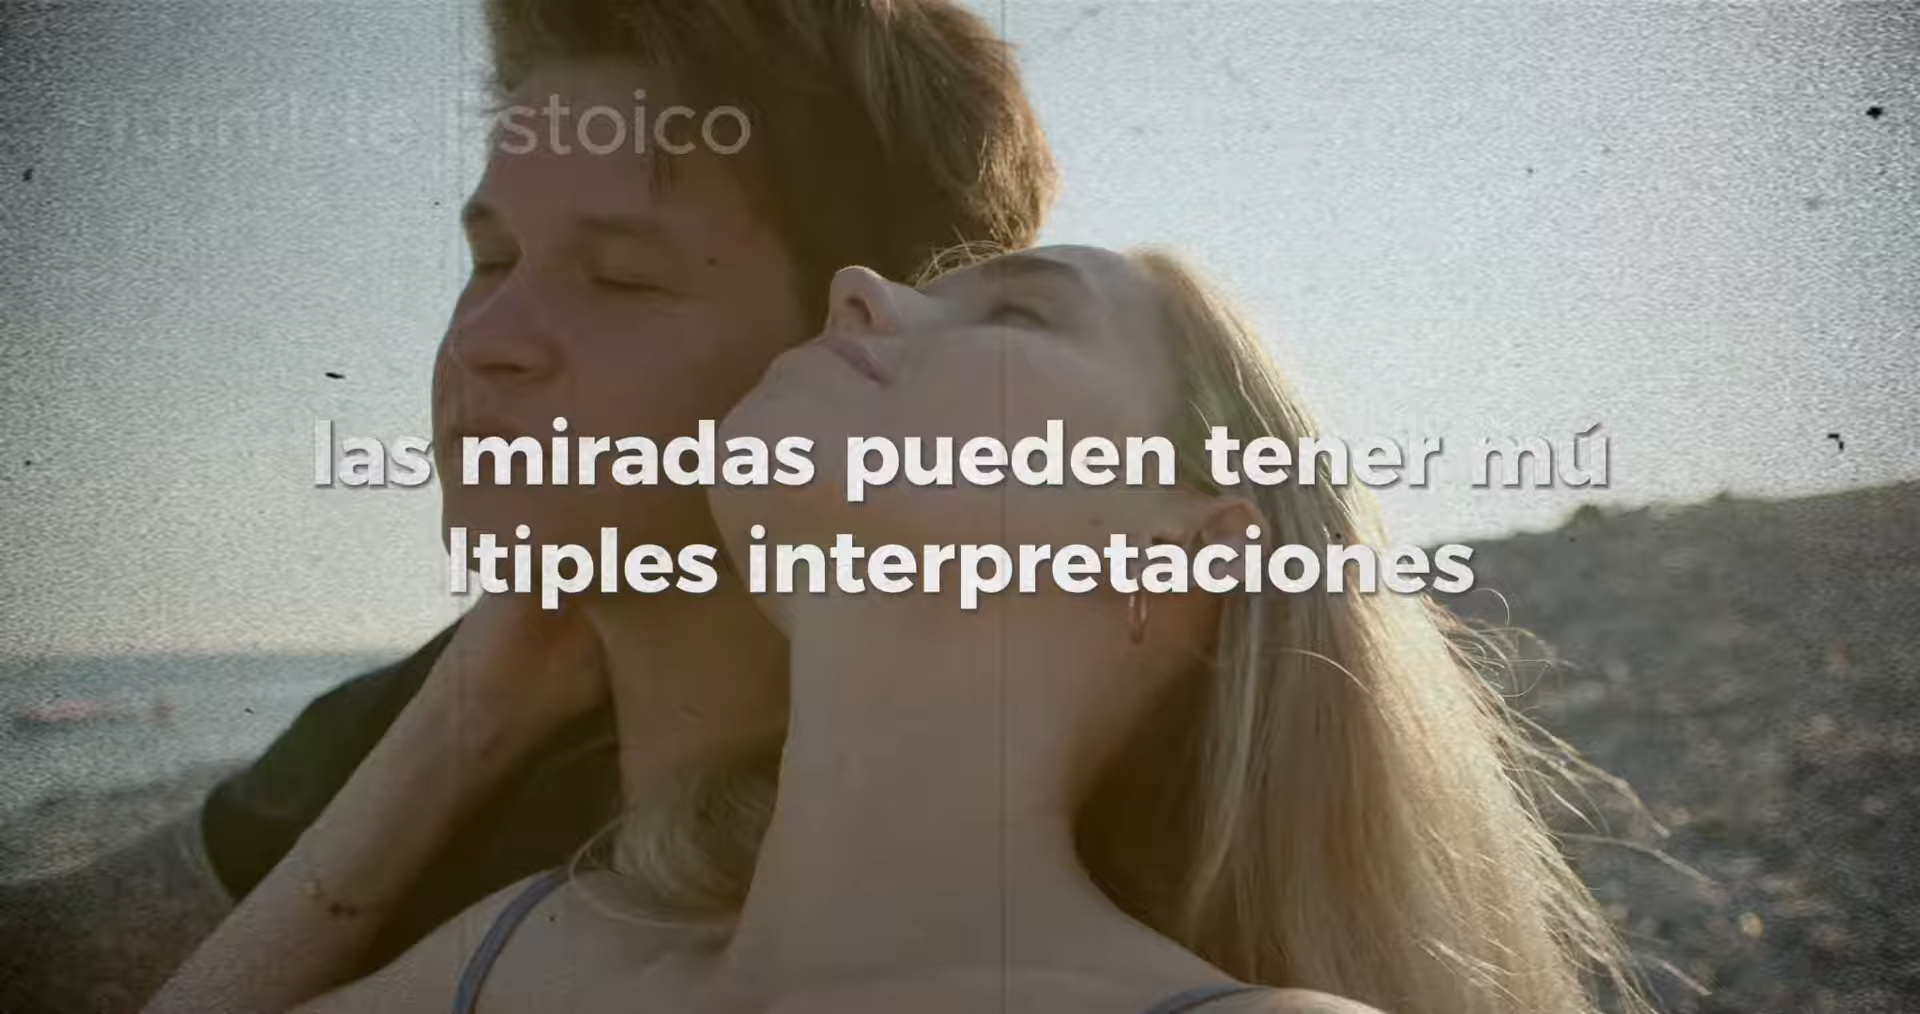 stoico
las miradas pueden tener mú
ltiples interpretaciones